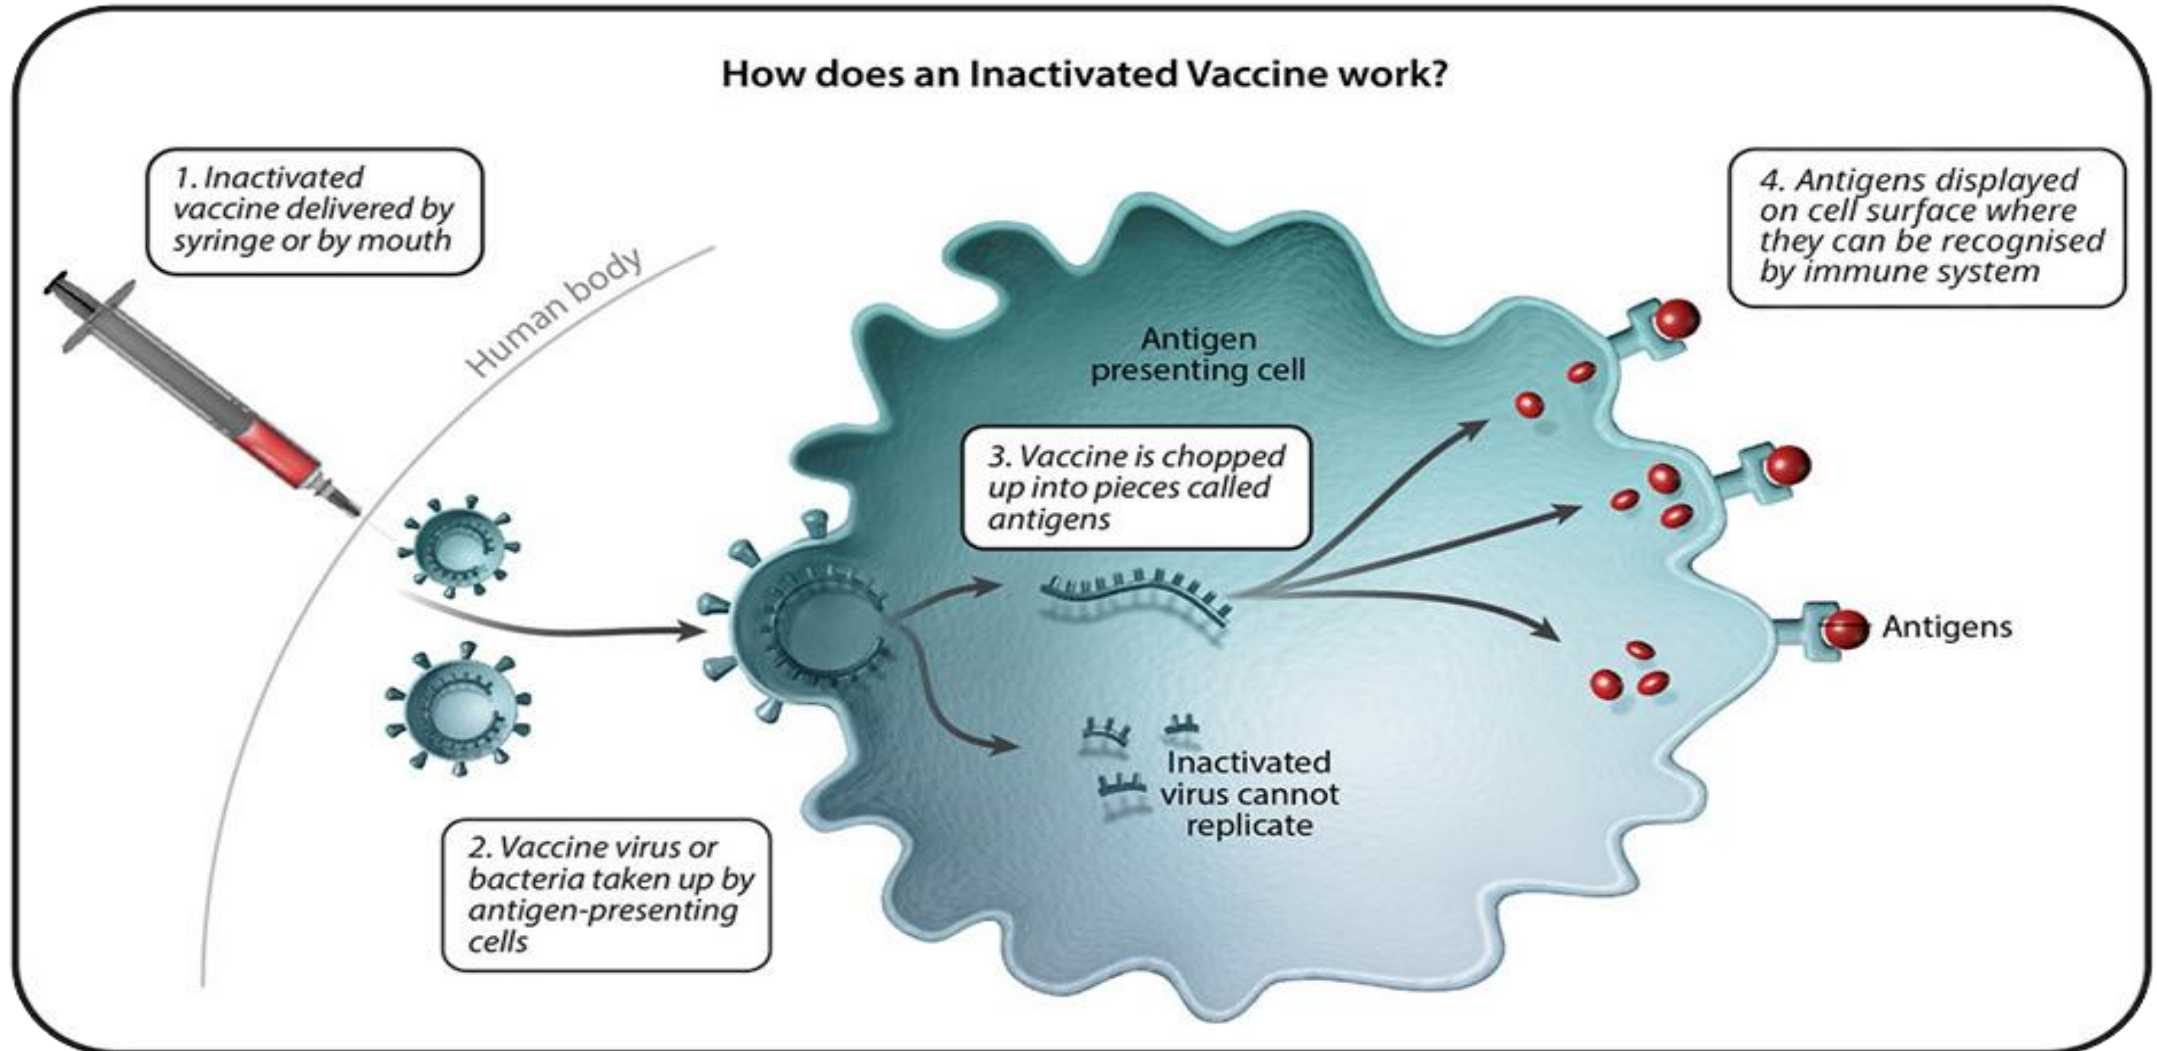 How does an Inactivated Vaccine work?
1. Inactivated
vaccine delivered by
syringe or by mouth
Human body
4. Antigens displayed
on cell surface where
they can be recognised
by immune system
Antigen
presenting cell
3. Vaccine is chopped
up into pieces called
antigens
Antigens
Inactivated
virus cannot
replicate
2. Vaccine virus or
bacteria taken up by
antigen-presenting
cells